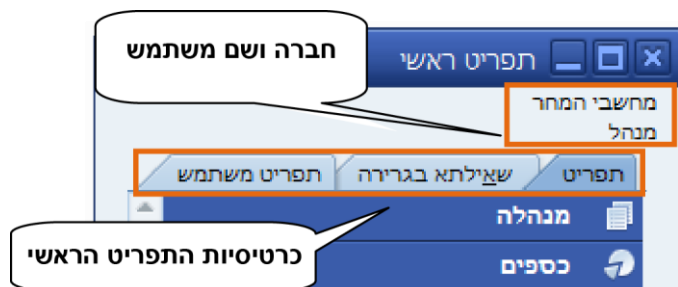 חברה ושם משתמש
תפריט ראשי
מחשבי המחר
מנהל
תפריט שאילתא בגרירה תפריט משתמש
מנהלה
כרטיסיות התפריט הראשי
כספים